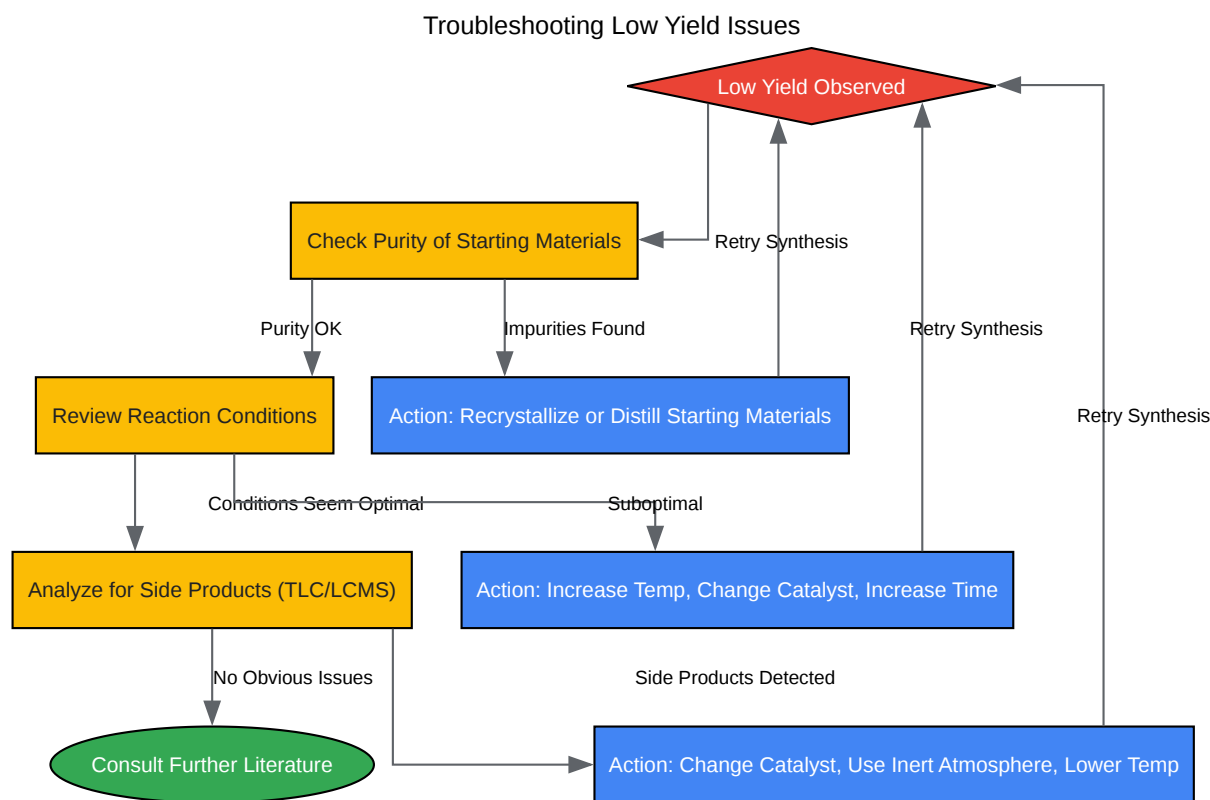 Troubleshooting Low Yield Issues
Low Yield Observed
Check Purity of Starting Materials
Retry Synthesis
Purity OK
Impurities Found
Retry Synthesis
Review Reaction Conditions
Action: Recrystallize or Distill Starting Materials
Retry Synthesis
Conditions Seem Optimal
Suboptimal
Analyze for Side Products (TLC/LCMS)
Action: Increase Temp, Change Catalyst, Increase Time
No Obvious Issues
Side Products Detected
Consult Further Literature
Action: Change Catalyst, Use Inert Atmosphere, Lower Temp